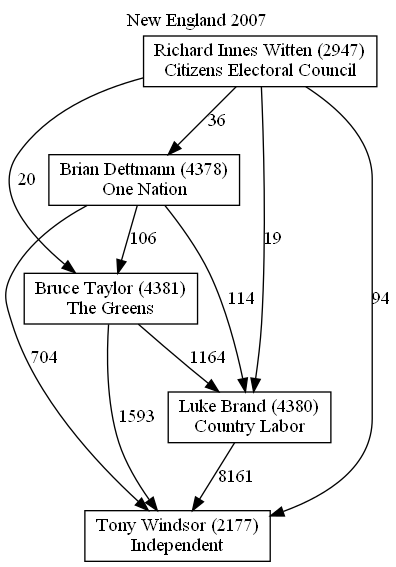 New England 2007
Richard Innes Witten (2947)
Citizens Electoral Council
36
Brian Dettmann (4378)
One Nation
20
106
19
Bruce Taylor (4381)
The Greens
114
94
704
1164
1593
Luke Brand (4380)
Country Labor
8161
Tony Windsor (2177)
Independent